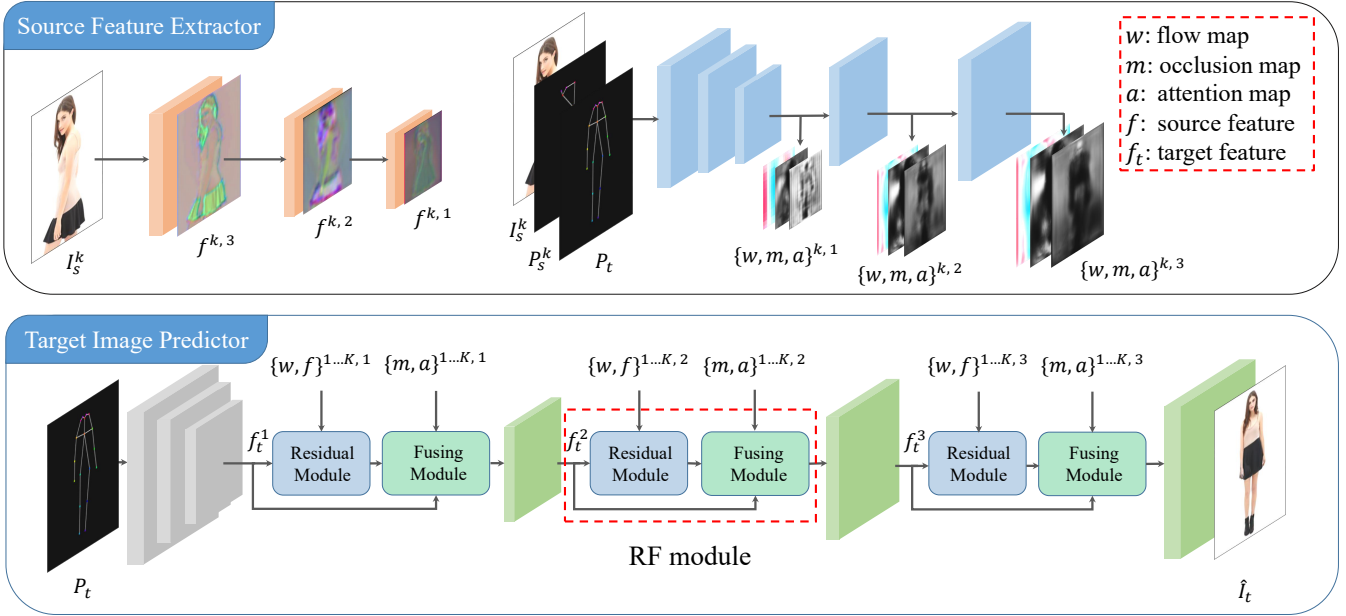 Source Feature Extractor
w: flow map
m: occlusion map
a: attention map
f: source feature
f_t: target feature
I_s^k
f^{k,3}
f^{k,2}
f^{k,1}
I_s^k
P_s^k
P_t
{w, m, a}^{k,1}
{w, m, a}^{k,2}
{w, m, a}^{k,3}
Target Image Predictor
{w, f}^{1…K,1}
{m, a}^{1…K,1}
{w, f}^{1…K,2}
{m, a}^{1…K,2}
{w, f}^{1…K,3}
{m, a}^{1…K,3}
f_t^1
Residual
Module
Fusing
Module
f_t^2
Residual
Module
Fusing
Module
f_t^3
Residual
Module
Fusing
Module
RF module
P_t
Î_t